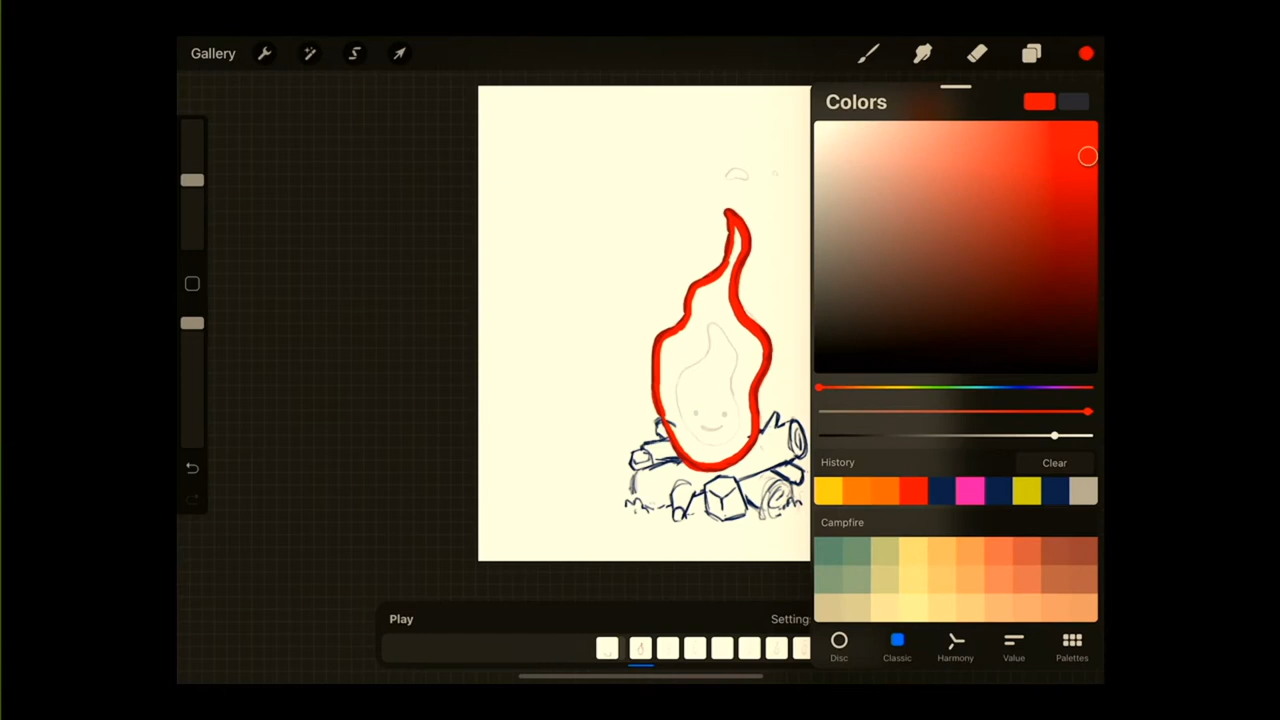 Gallery
Colors
History
Clear
Campfire
Play
Settings
Disc
Classic
Harmony
Value
Palettes